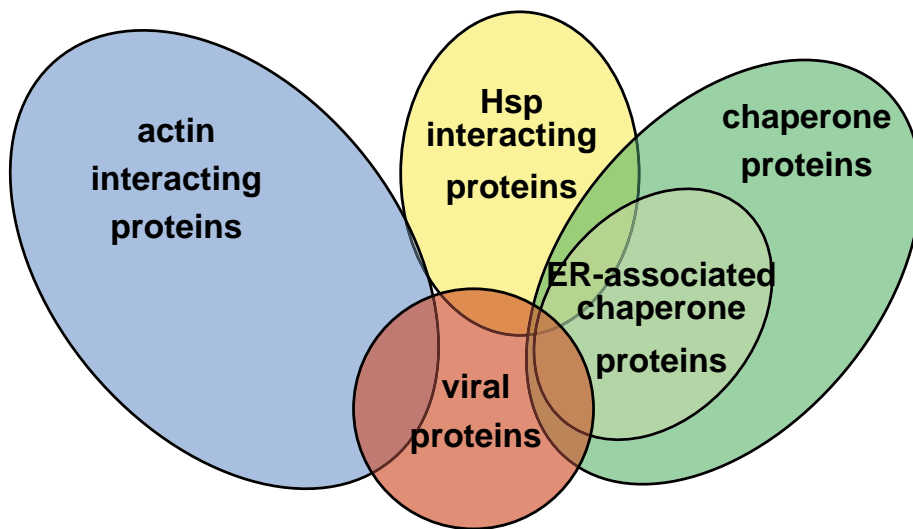 actin
interacting
proteins
Hsp
interacting
proteins
chaperone
proteins
ER-associated
chaperone
proteins
viral
proteins